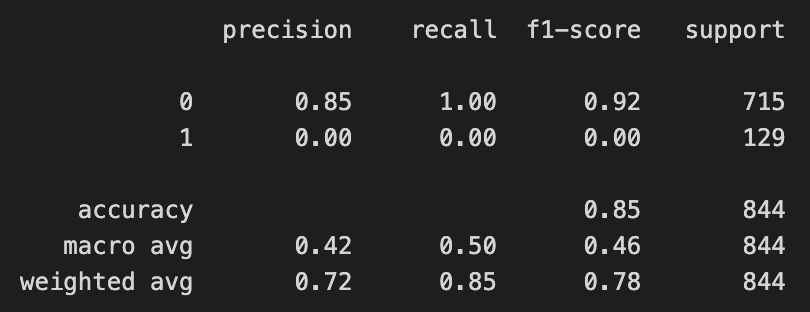 precision recall f1-score support
0 0.85 1.00 0.92 715
1 0.00 0.00 0.00 129
accuracy 0.85 844
macro avg 0.42 0.50 0.46 844
weighted avg 0.72 0.85 0.78 844